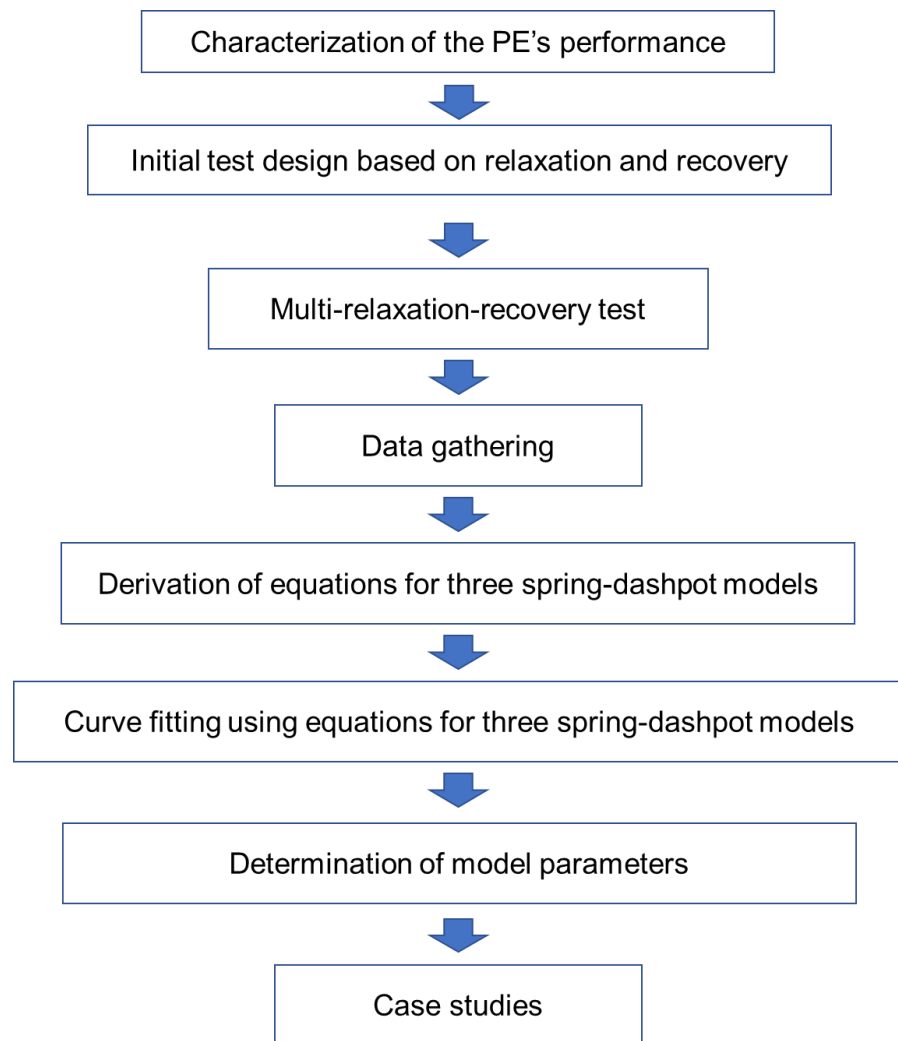 Characterization of the PE’s performance
Initial test design based on relaxation and recovery
Multi-relaxation-recovery test
Data gathering
Derivation of equations for three spring-dashpot models
Curve fitting using equations for three spring-dashpot models
Determination of model parameters
Case studies